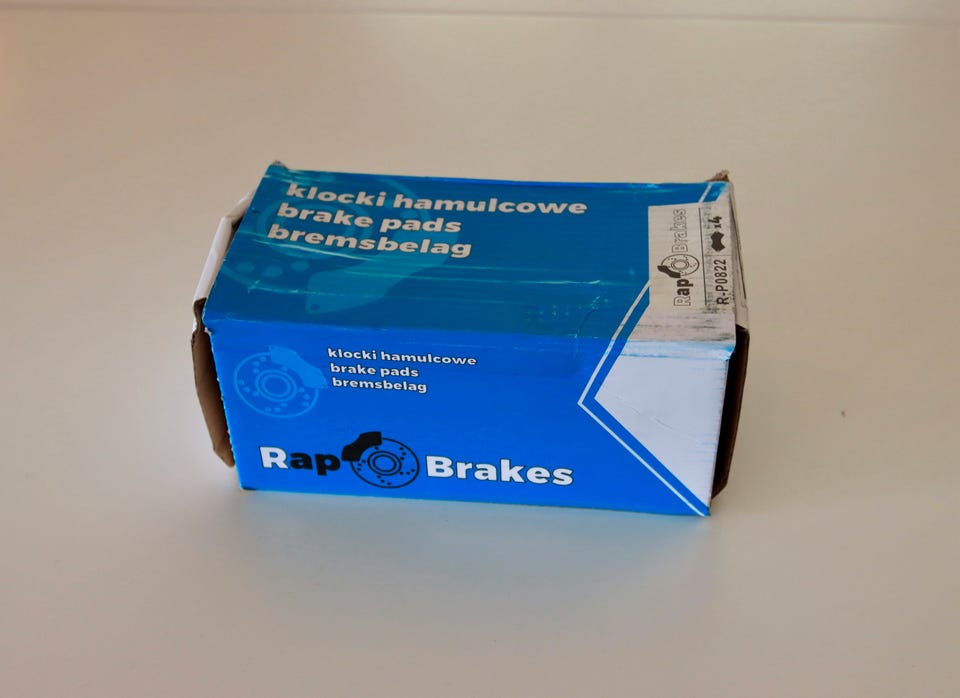 klocki hamulcowe
brake pads
bremsbelag
Rap Brakes
R-P0822 x4
klocki hamulcowe
brake pads
bremsbelag
Rap Brakes